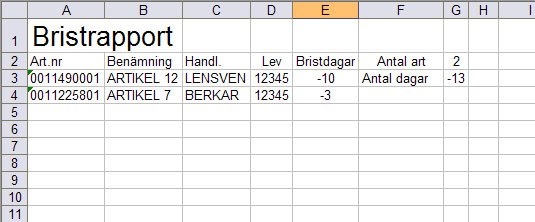 A B C D E F G H I
1 Bristrapport
2 Art.nr Benämning Handl. Lev Bristdagar Antal art 2
3 0011490001 ARTIKEL 12 LENSVEN 12345 -10 Antal dagar -13
4 0011225801 ARTIKEL 7 BERKAR 12345 -3
5
6
7
8
9
10
11